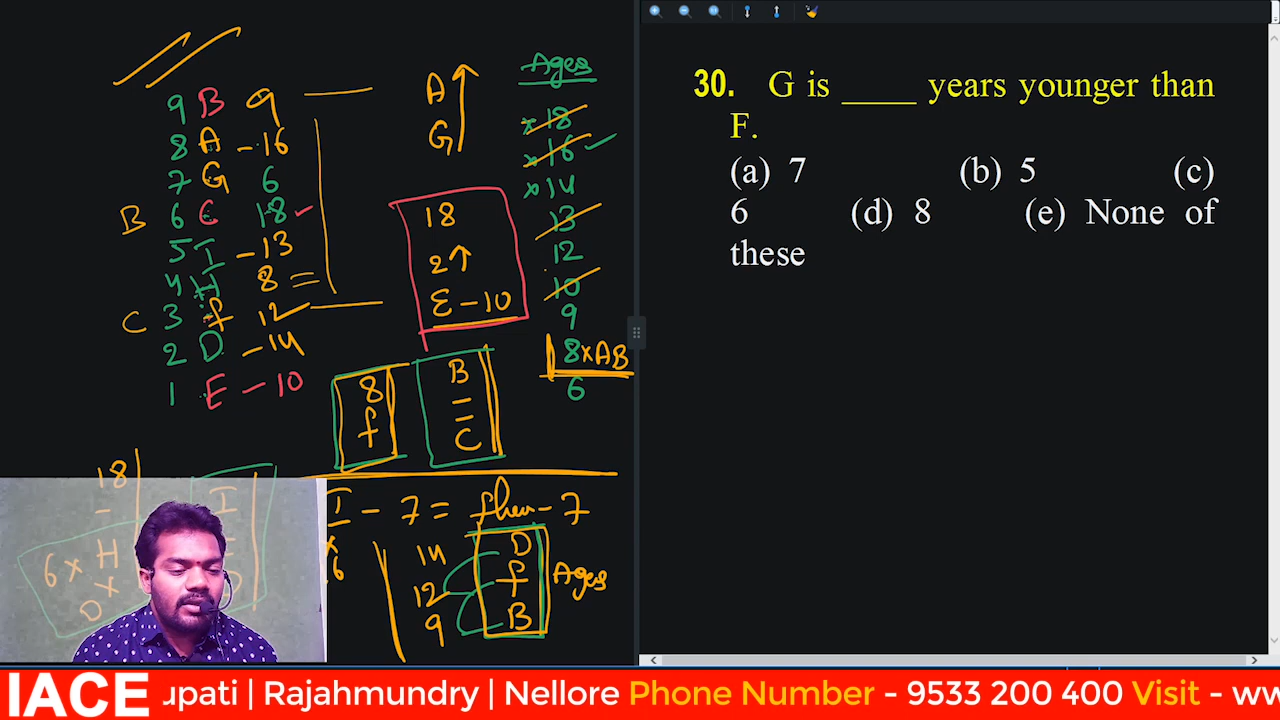 9 B 9
8 A - 16
7 G 6
B 6 C 18 ✓
5 I - 13
4 H 8 =
C 3 f 12
2 D - 14
1 E - 10
A
G
Ages
× 18
× 16 ✓
× 14
13
12
10
9
8 × AB
6
18
2↑
E - 10
8
f
B
–
–
C
18
–
6 × H
D ×
I
I - 7 = fhew - 7
14 D
12 f
9 B
Ages
30. G is ____ years younger than
F.
(a) 7 (b) 5 (c)
6 (d) 8 (e) None of
these
IACE upati | Rajahmundry | Nellore Phone Number - 9533 200 400 Visit - ww